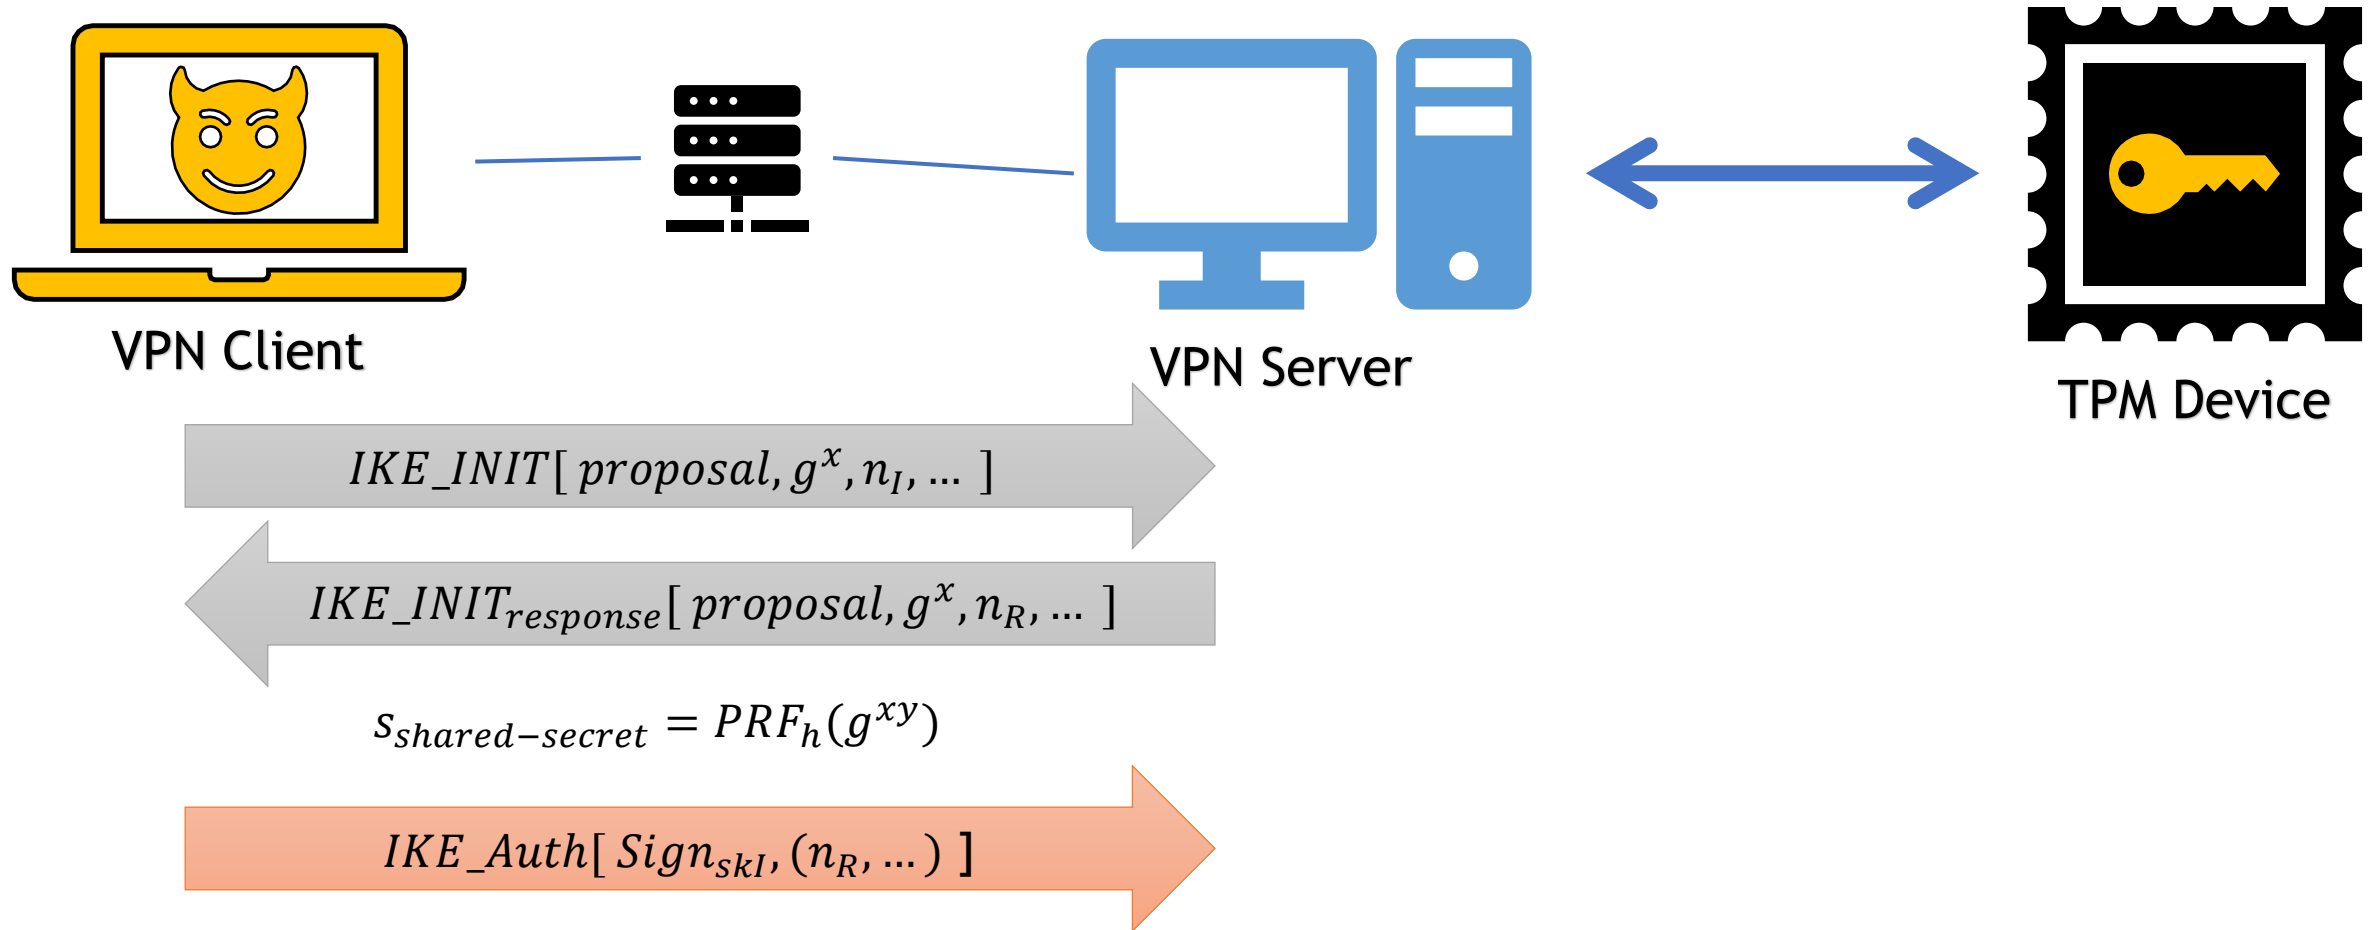 VPN Client
VPN Server
TPM Device
IKE_INIT[ proposal, g^x, n_I, … ]
IKE_INIT_response[ proposal, g^x, n_R, … ]
s_shared−secret = PRF_h(g^xy)
IKE_Auth[ Sign_skI, (n_R, … ) ]